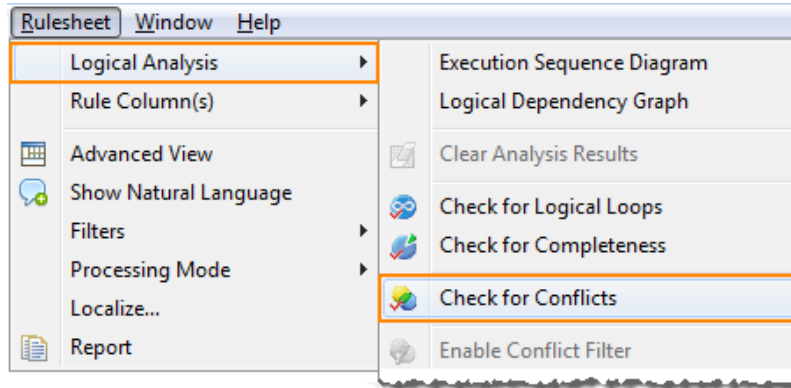 Rulesheet Window Help
Logical Analysis
Rule Column(s)
Advanced View
Show Natural Language
Filters
Processing Mode
Localize...
Report
Execution Sequence Diagram
Logical Dependency Graph
Clear Analysis Results
Check for Logical Loops
Check for Completeness
Check for Conflicts
Enable Conflict Filter